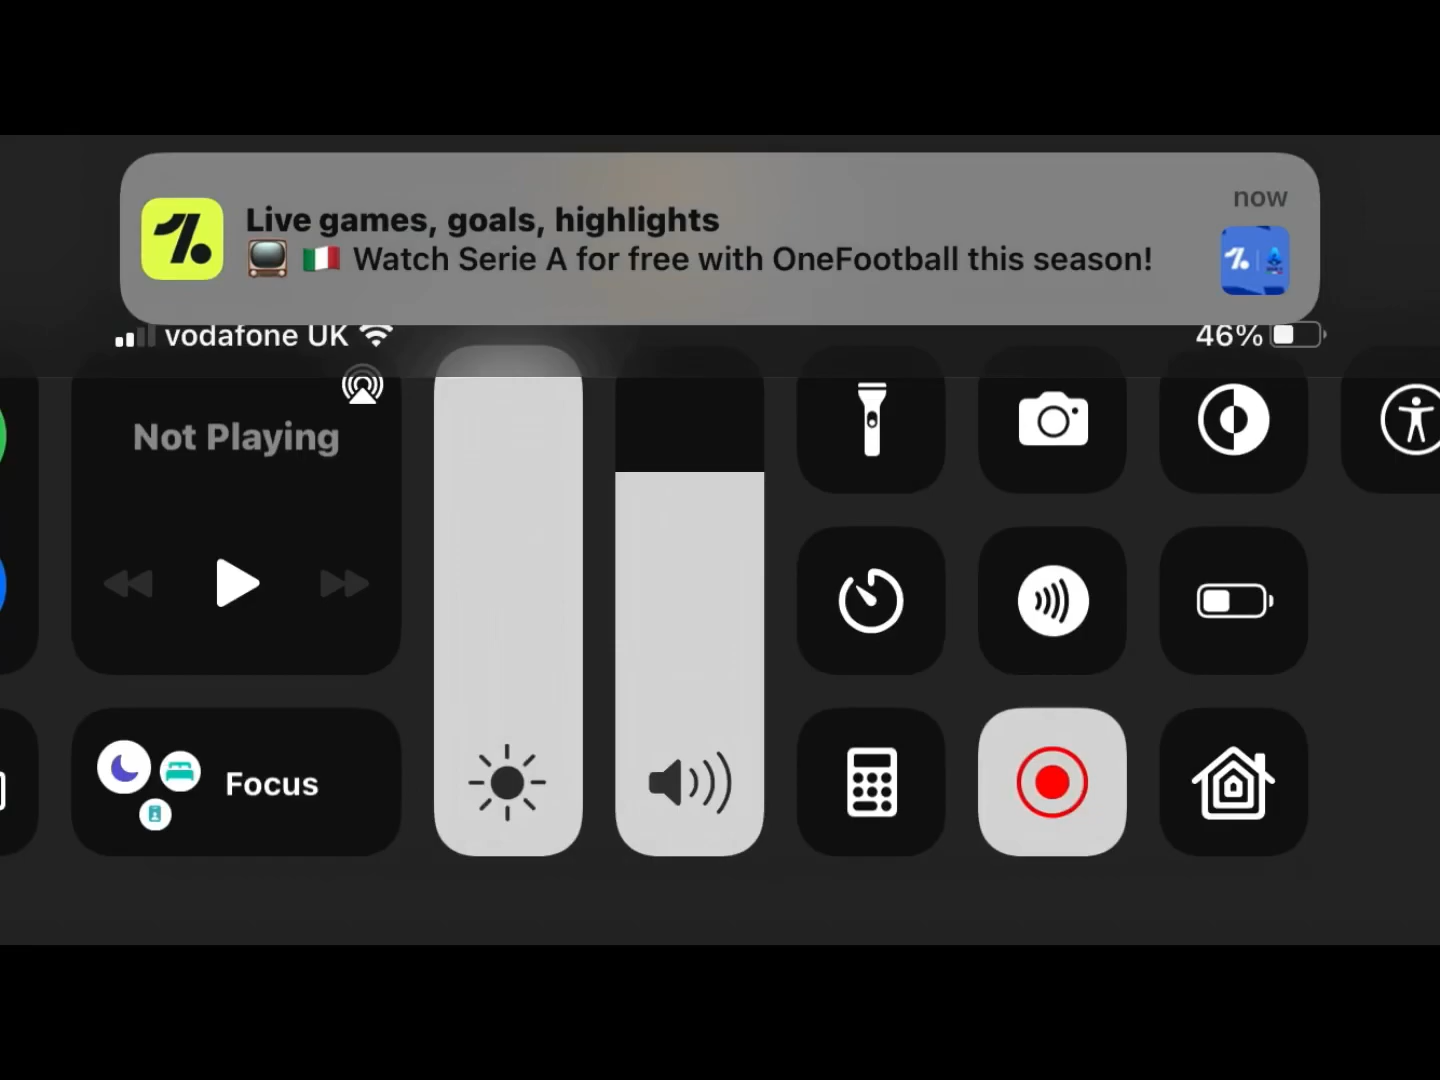 now
Live games, goals, highlights
📺 🇮🇹 Watch Serie A for free with OneFootball this season!
vodafone UK
46%
Not Playing
Focus